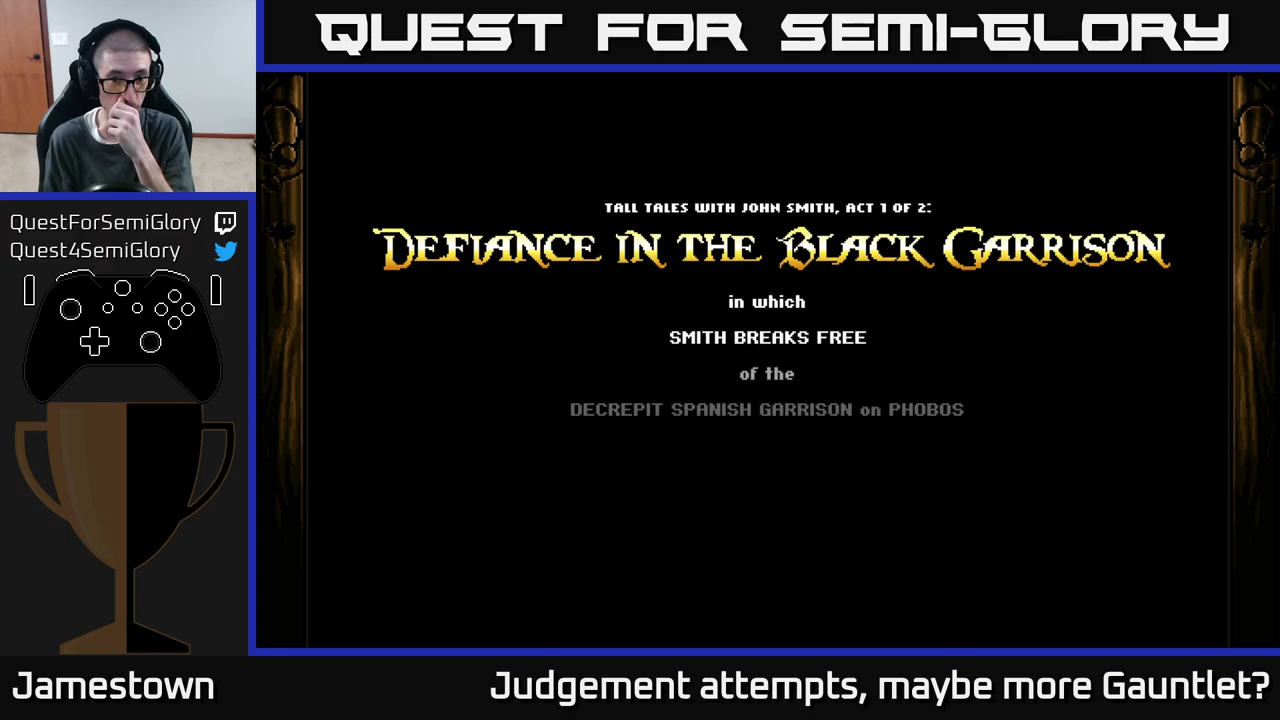 QUEST FOR SEMI-GLORY
QuestForSemiGlory
Quest4SemiGlory
TALL TALES WITH JOHN SMITH, ACT 1 OF 2:
DEFIANCE IN THE BLACK GARRISON
in which
SMITH BREAKS FREE
of the
DECREPIT SPANISH GARRISON on PHOBOS
Jamestown
Judgement attempts, maybe more Gauntlet?